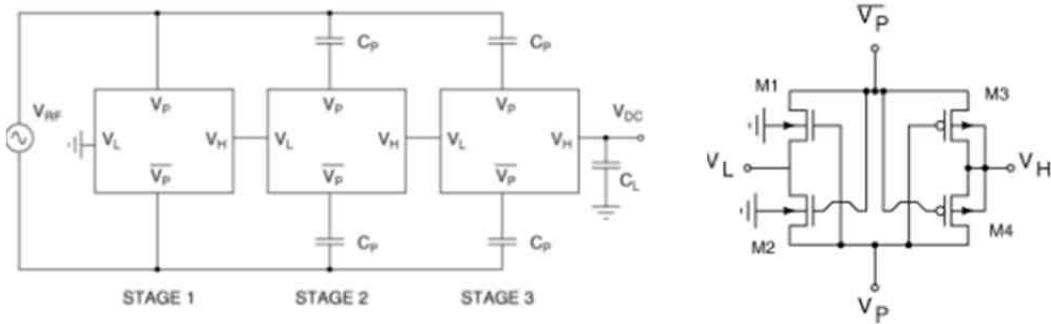 C_P
C_P
V_RF
V_P
V_L
V_H
V̅_P̅
V_P
V_L
V_H
V̅_P̅
V_P
V_L
V_H
V̅_P̅
V_DC
C_L
C_P
C_P
STAGE 1
STAGE 2
STAGE 3
V̅_P̅
M1
M3
V_L
V_H
M2
M4
V_P